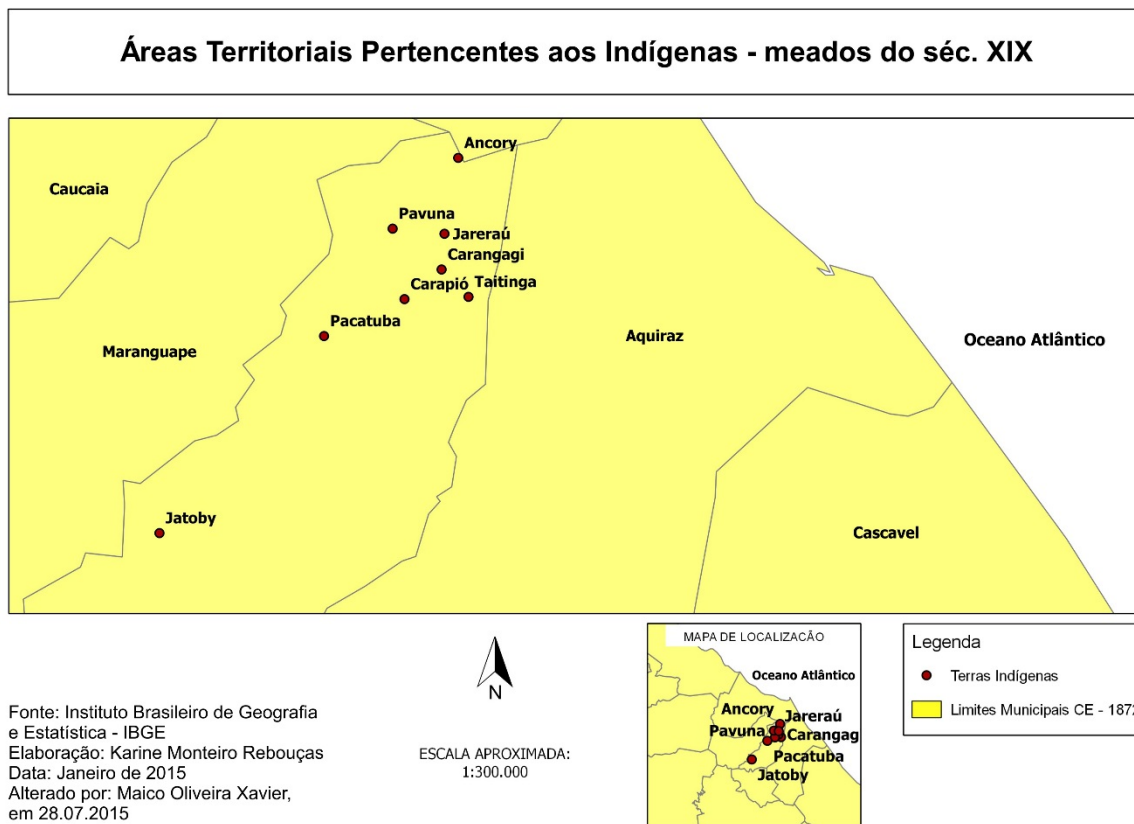 Áreas Territoriais Pertencentes aos Indígenas - meados do séc. XIX
Ancory
Caucaia
Pavuna
Jareraú
Carangagi
Carapió
Taitinga
Pacatuba
Maranguape
Aquiraz
Oceano Atlântico
Jatoby
Cascavel
N
ESCALA APROXIMADA:
1:300.000
Fonte: Instituto Brasileiro de Geografia
e Estatística - IBGE
Elaboração: Karine Monteiro Rebouças
Data: Janeiro de 2015
Alterado por: Maico Oliveira Xavier,
em 28.07.2015
MAPA DE LOCALIZAÇÃO
Oceano Atlântico
Ancory
Jareraú
Pavuna
Carangag
Pacatuba
Jatoby
Legenda
Terras Indígenas
Limites Municipais CE - 1872